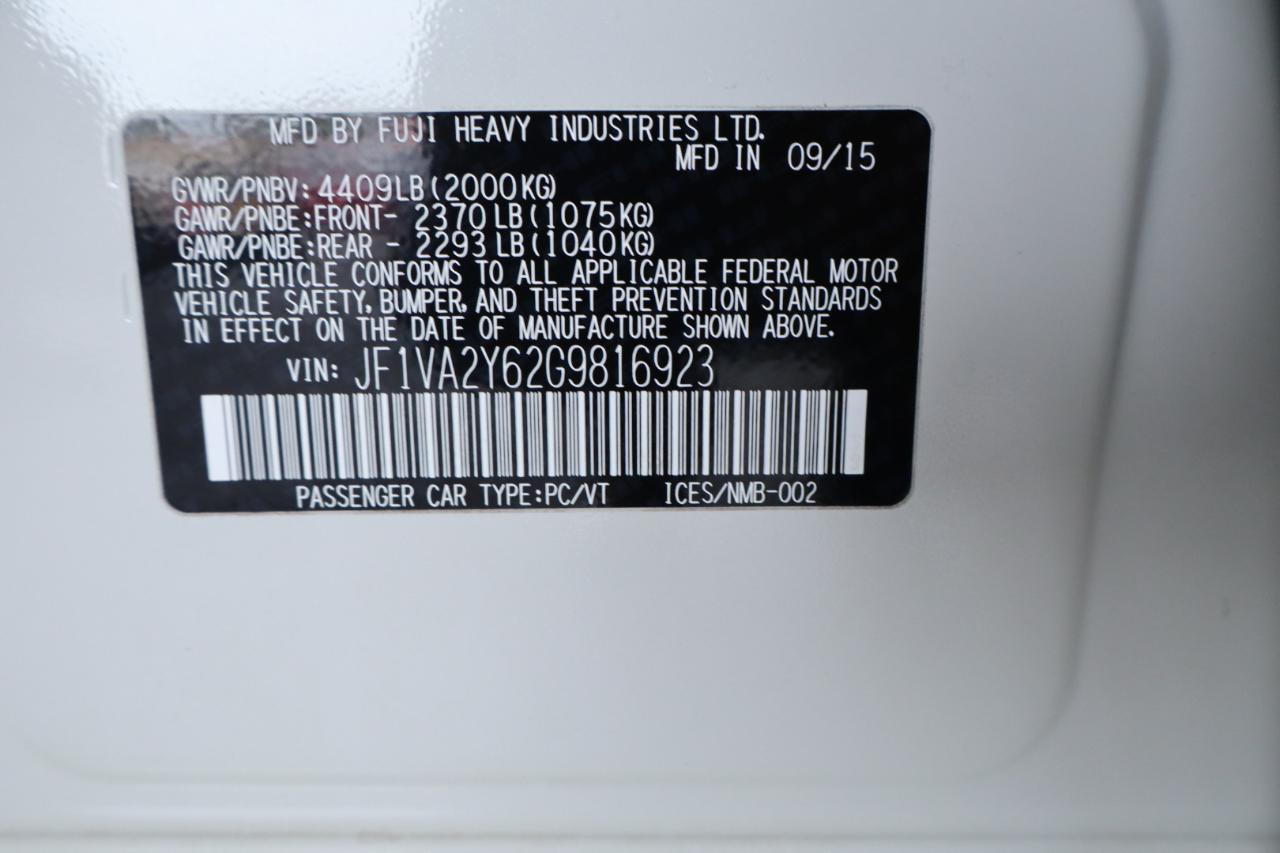 MFD BY FUJI HEAVY INDUSTRIES LTD.
MFD IN 09/15
GVWR/PNBV: 4409LB(2000KG)
GAWR/PNBE:FRONT- 2370LB(1075KG)
GAWR/PNBE:REAR - 2293LB(1040KG)
THIS VEHICLE CONFORMS TO ALL APPLICABLE FEDERAL MOTOR
VEHICLE SAFETY, BUMPER, AND THEFT PREVENTION STANDARDS
IN EFFECT ON THE DATE OF MANUFACTURE SHOWN ABOVE.
VIN: JF1VA2Y62G9816923
PASSENGER CAR TYPE:PC/VT ICES/NMB-002